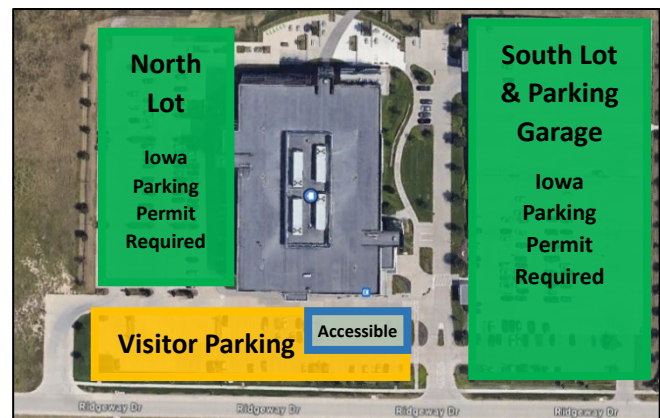 North
Lot
Iowa
Parking
Permit
Required
South Lot
& Parking
Garage
Iowa
Parking
Permit
Required
Visitor Parking
Accessible
Ridgeway Dr
Ridgeway Dr
Ridgeway Dr
Ridgeway Dr